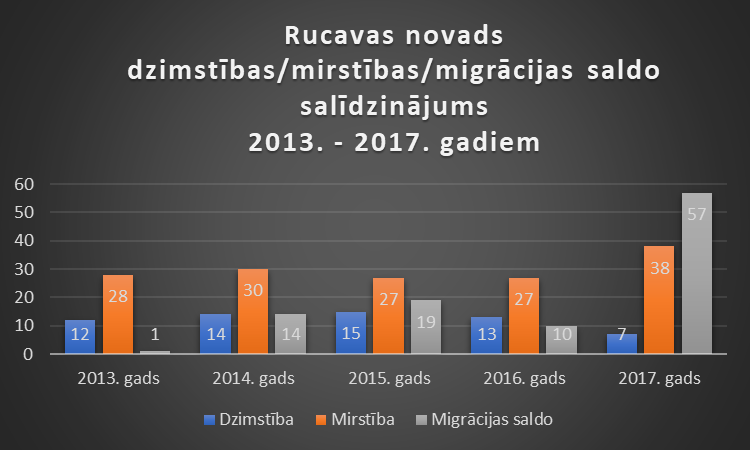 Rucavas novads
dzimstības/mirstības/migrācijas saldo
salīdzinājums
2013. - 2017. gadiem
60
50
40
30
20
10
0
12 28 1 14 30 14 15 27 19 13 27 10 7 38 57
2013. gads 2014. gads 2015. gads 2016. gads 2017. gads
Dzimstība Mirstība Migrācijas saldo